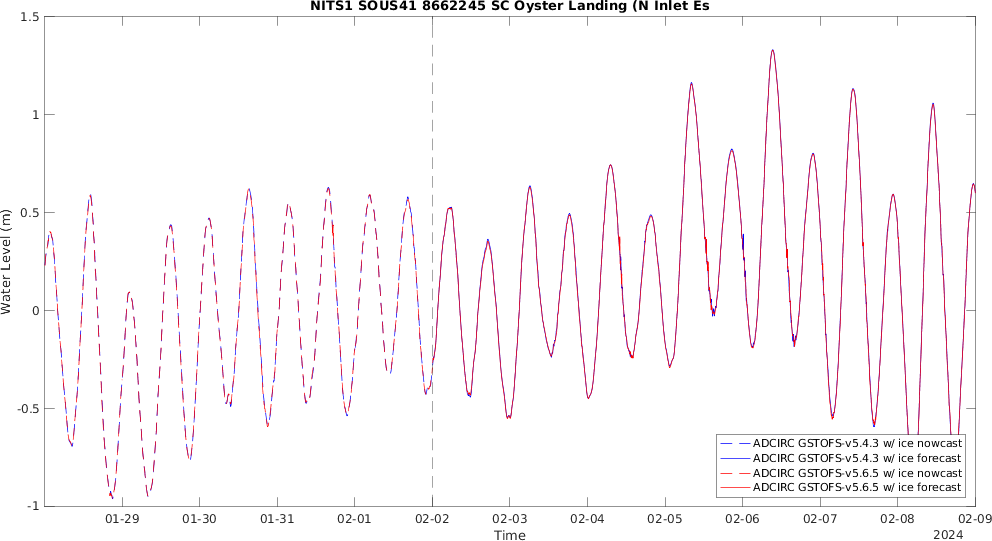 NITS1 SOUS41 8662245 SC Oyster Landing (N Inlet Es
1.5
1
0.5
0
-0.5
-1
Water Level (m)
01-29 01-30 01-31 02-01 02-02 02-03 02-04 02-05 02-06 02-07 02-08 02-09
Time
2024
ADCIRC GSTOFS-v5.4.3 w/ ice nowcast
ADCIRC GSTOFS-v5.4.3 w/ ice forecast
ADCIRC GSTOFS-v5.6.5 w/ ice nowcast
ADCIRC GSTOFS-v5.6.5 w/ ice forecast